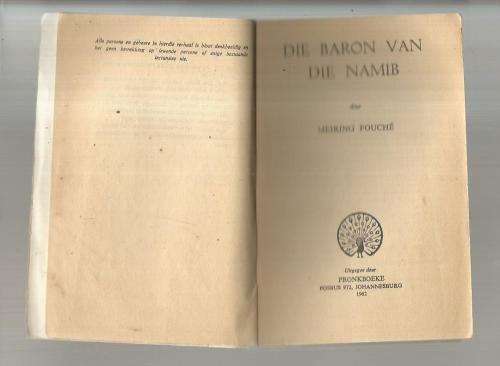 Alle persone en gebeure in hierdie verhaal is bloot denkbeeldig en
het geen betrekking op lewende persone of enige bestaande
instansies nie.
DIE BARON VAN
DIE NAMIB
deur
MEIRING FOUCHÉ
Uitgegee deur
PRONKBOEKE
POSBUS 972, JOHANNESBURG
1962